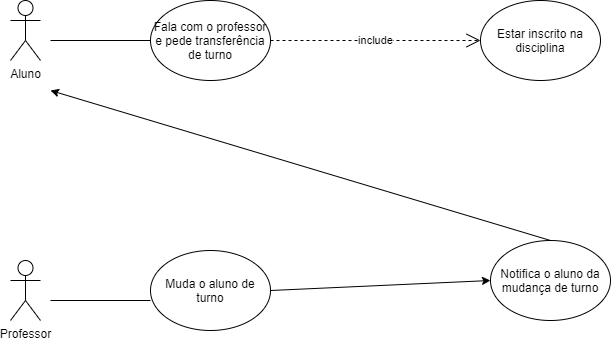 Fala com o professor
e pede transferência
de turno
include
Estar inscrito na
disciplina
Aluno
Muda o aluno de
turno
Notifica o aluno da
mudança de turno
Professor